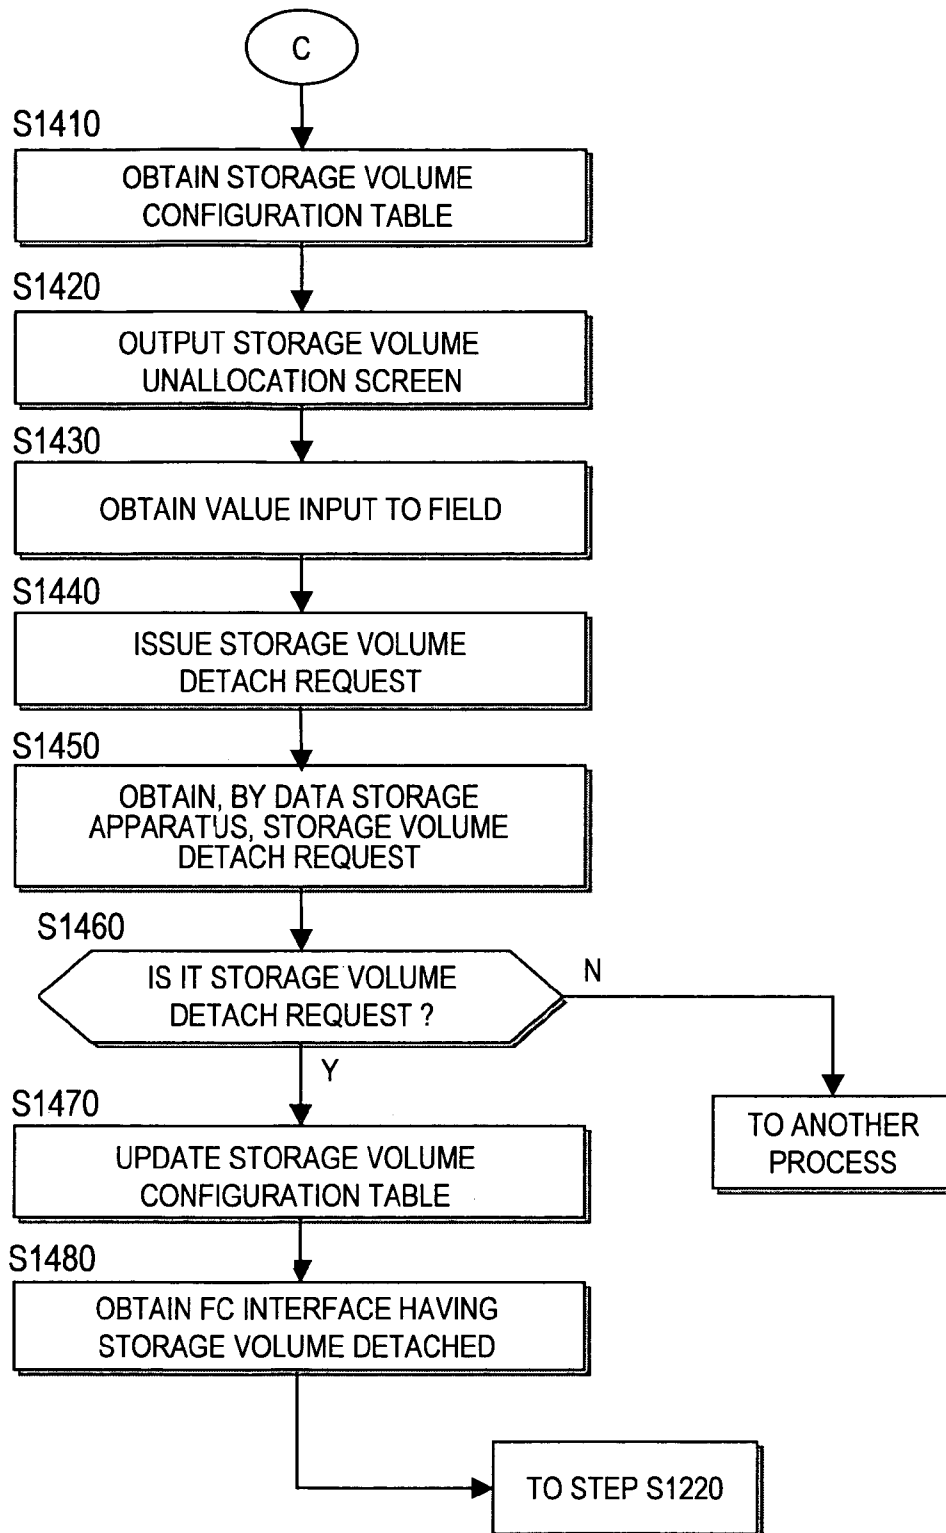 C
S1410
OBTAIN STORAGE VOLUME
CONFIGURATION TABLE
S1420
OUTPUT STORAGE VOLUME
UNALLOCATION SCREEN
S1430
OBTAIN VALUE INPUT TO FIELD
S1440
ISSUE STORAGE VOLUME
DETACH REQUEST
S1450
OBTAIN, BY DATA STORAGE
APPARATUS, STORAGE VOLUME
DETACH REQUEST
S1460
IS IT STORAGE VOLUME
DETACH REQUEST ?
N
Y
TO ANOTHER
PROCESS
S1470
UPDATE STORAGE VOLUME
CONFIGURATION TABLE
S1480
OBTAIN FC INTERFACE HAVING
STORAGE VOLUME DETACHED
TO STEP S1220